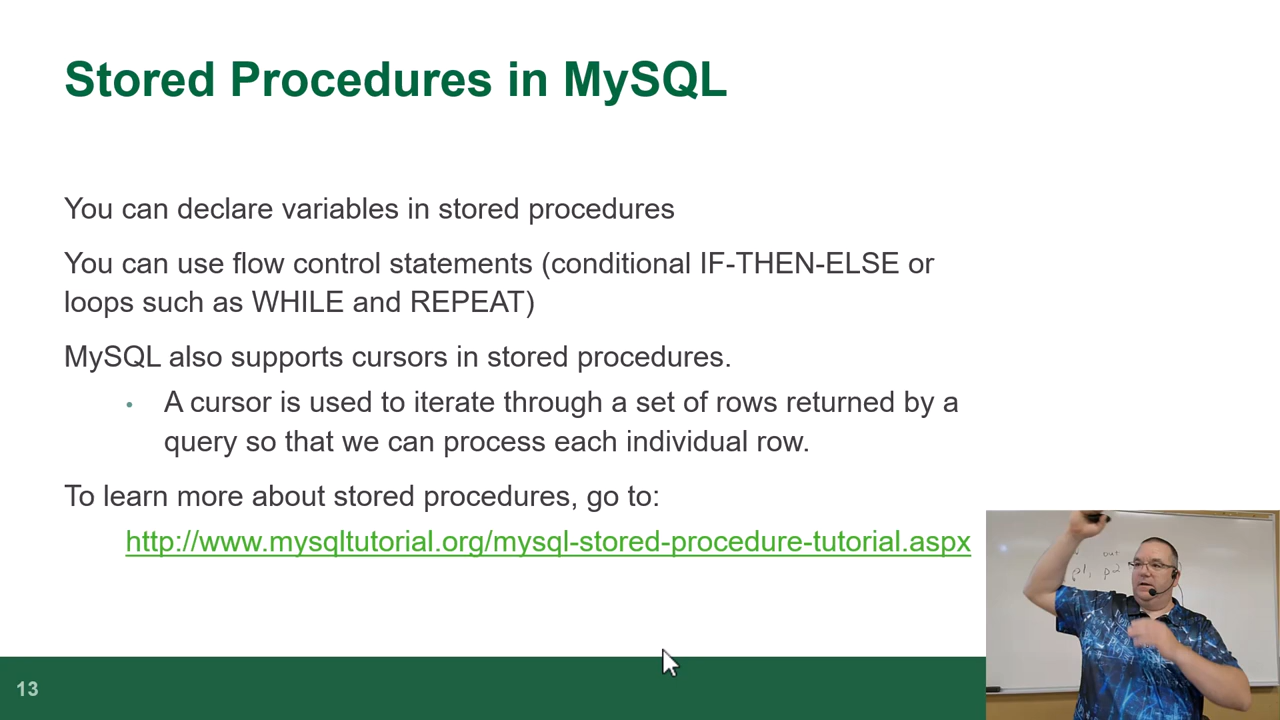 Stored Procedures in MySQL
You can declare variables in stored procedures
You can use flow control statements (conditional IF-THEN-ELSE or
loops such as WHILE and REPEAT)
MySQL also supports cursors in stored procedures.
• A cursor is used to iterate through a set of rows returned by a
query so that we can process each individual row.
To learn more about stored procedures, go to:
http://www.mysqltutorial.org/mysql-stored-procedure-tutorial.aspx
out
p1, p2
13